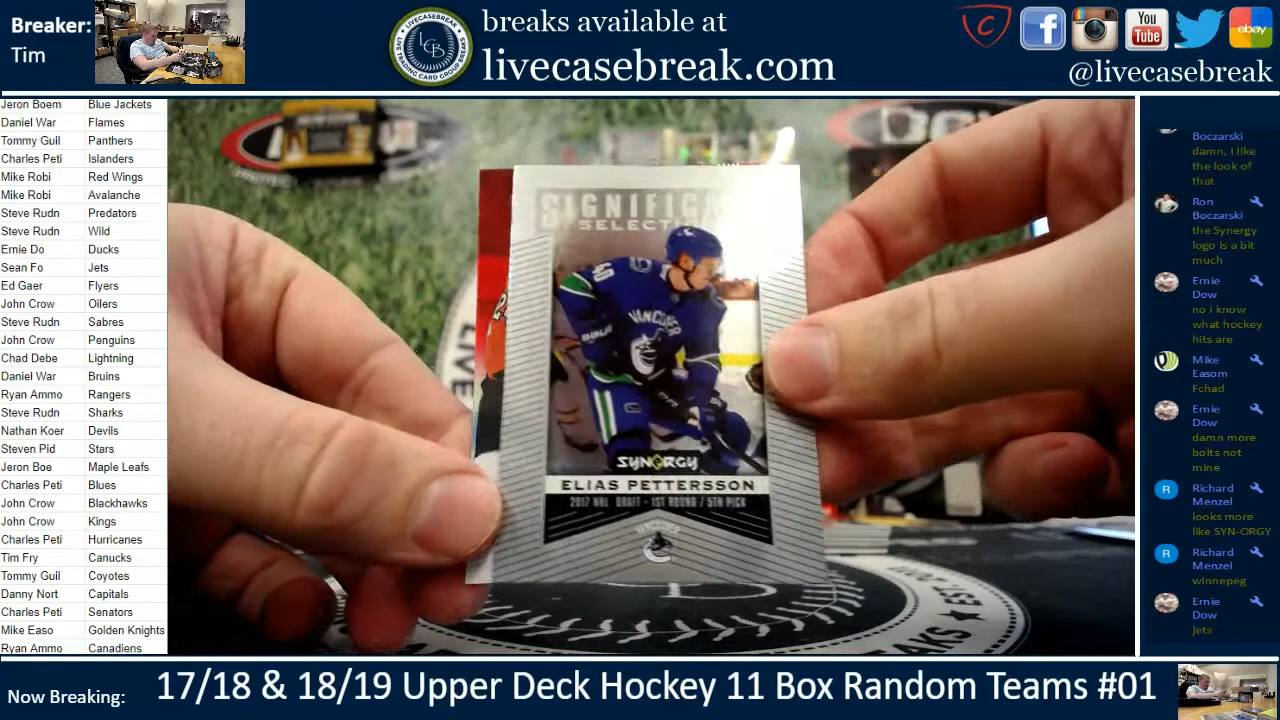 Breaker:
Tim
breaks available at
livecasebreak.com
LIVECASEBREAK
LCB
You
Tube
ebay
@livecasebreak
Jeron Boem Blue Jackets
Daniel War Flames
Tommy Guil Panthers
Charles Peti Islanders
Mike Robi Red Wings
Mike Robi Avalanche
Steve Rudn Predators
Steve Rudn Wild
Ernie Do Ducks
Sean Fo Jets
Ed Gaer Flyers
John Crow Oilers
Steve Rudn Sabres
John Crow Penguins
Chad Debe Lightning
Daniel War Bruins
Ryan Ammo Rangers
Steve Rudn Sharks
Nathan Koer Devils
Steven Pid Stars
Jeron Boe Maple Leafs
Charles Peti Blues
John Crow Blackhawks
John Crow Kings
Charles Peti Hurricanes
Tim Fry Canucks
Tommy Guil Coyotes
Danny Nort Capitals
Charles Peti Senators
Mike Easo Golden Knights
Ryan Ammo Canadiens
SIGNIFIC
SELECTIO
40
VANCOUVER
SYNERGY
ELIAS PETTERSSON
2017 NHL DRAFT - 1ST ROUND / 5TH PICK
EST
Boczarski
damn, I like
the look of
that
Ron
Boczarski
the Synergy
logo is a bit
much
Ernie
Dow
no i know
what hockey
hits are
Mike
Easom
Fchad
Ernie
Dow
damn more
bolts not
mine
R Richard
Menzel
looks more
like SYN-ORGY
R Richard
Menzel
winnepeg
Ernie
Dow
jets
Now Breaking:
17/18 & 18/19 Upper Deck Hockey 11 Box Random Teams #01